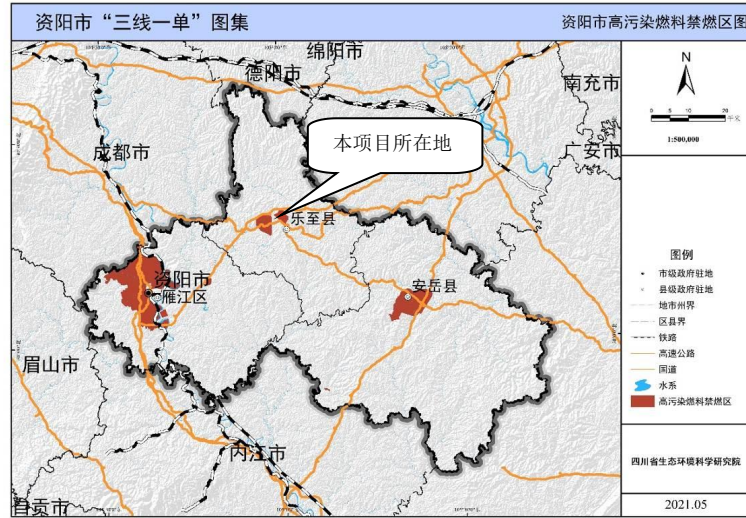 资阳市“三线一单”图集
资阳市高污染燃料禁燃区图
绵阳市
德阳市
南充市
成都市
广安市
本项目所在地
乐至县
资阳市
雁江区
安岳县
眉山市
内江市
自贡市
N
0 5 10 20
千米
1:500,000
图例
市级政府驻地
县级政府驻地
地市州界
区县界
铁路
高速公路
国道
水系
高污染燃料禁燃区
四川省生态环境科学研究院
2021.05